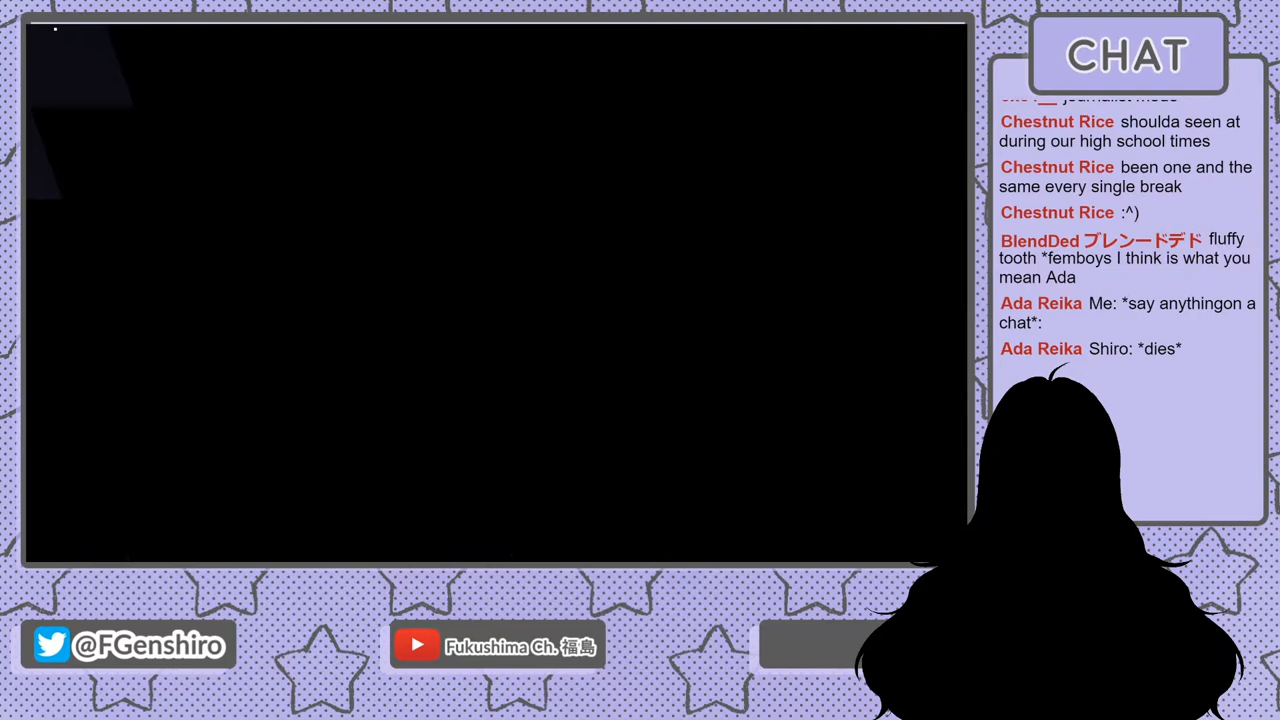 CHAT
Chestnut Rice shoulda seen at
during our high school times
Chestnut Rice been one and the
same every single break
Chestnut Rice :^)
BlendDed ブレンードデド fluffy
tooth *femboys I think is what you
mean Ada
Ada Reika Me: *say anythingon a
chat*:
Ada Reika Shiro: *dies*
@FGenshiro
Fukushima Ch. 福島